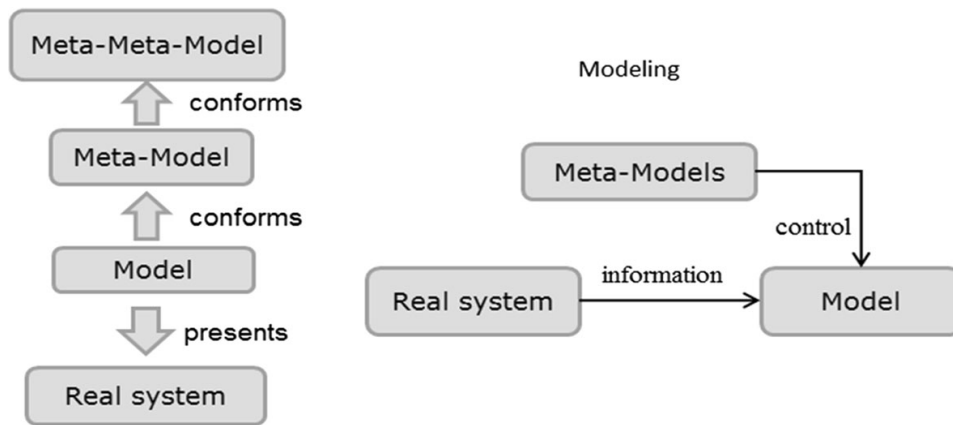 Meta-Meta-Model
conforms
Meta-Model
conforms
Model
presents
Real system
Modeling
Meta-Models
control
information
Real system
Model